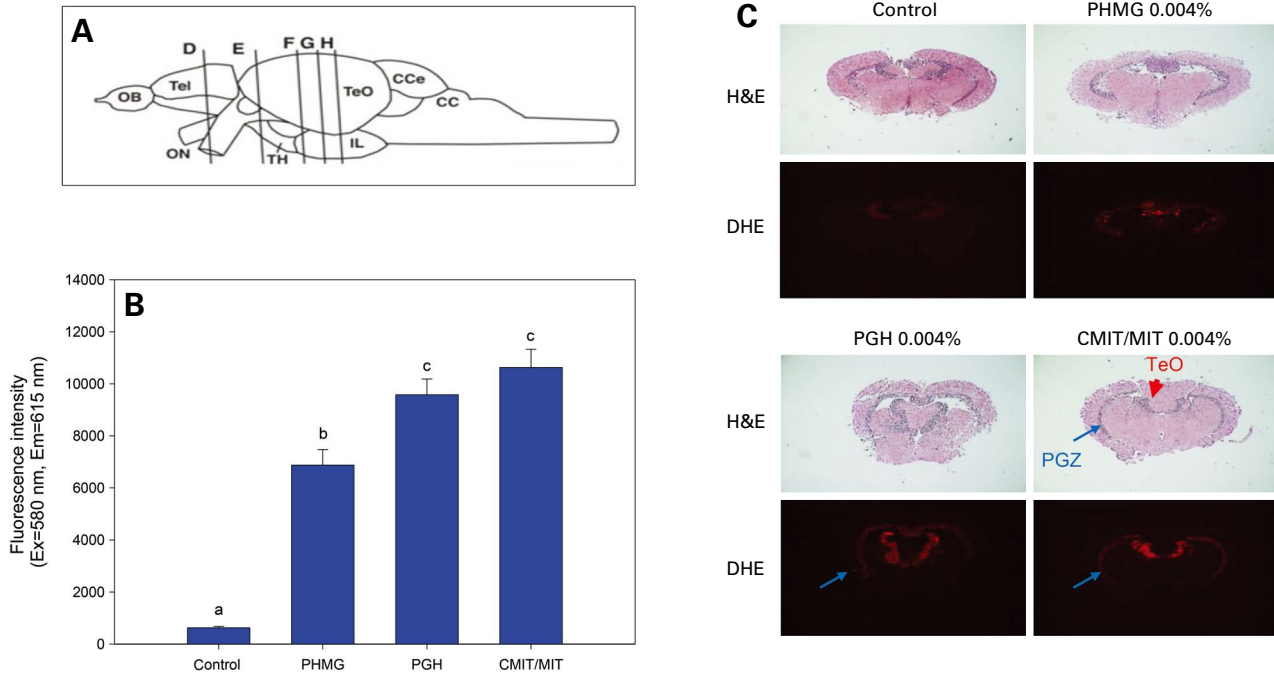 A
D E F G H
Tel
OB
TeO
CCe
CC
ON
TH
IL
B
Fluorescence intensity
(Ex=580 nm, Em=615 nm)
14000
12000
10000
8000
6000
4000
2000
0
a
b
c
c
Control PHMG PGH CMIT/MIT
C
Control PHMG 0.004%
H&E
DHE
PGH 0.004% CMIT/MIT 0.004%
TeO
H&E
PGZ
DHE